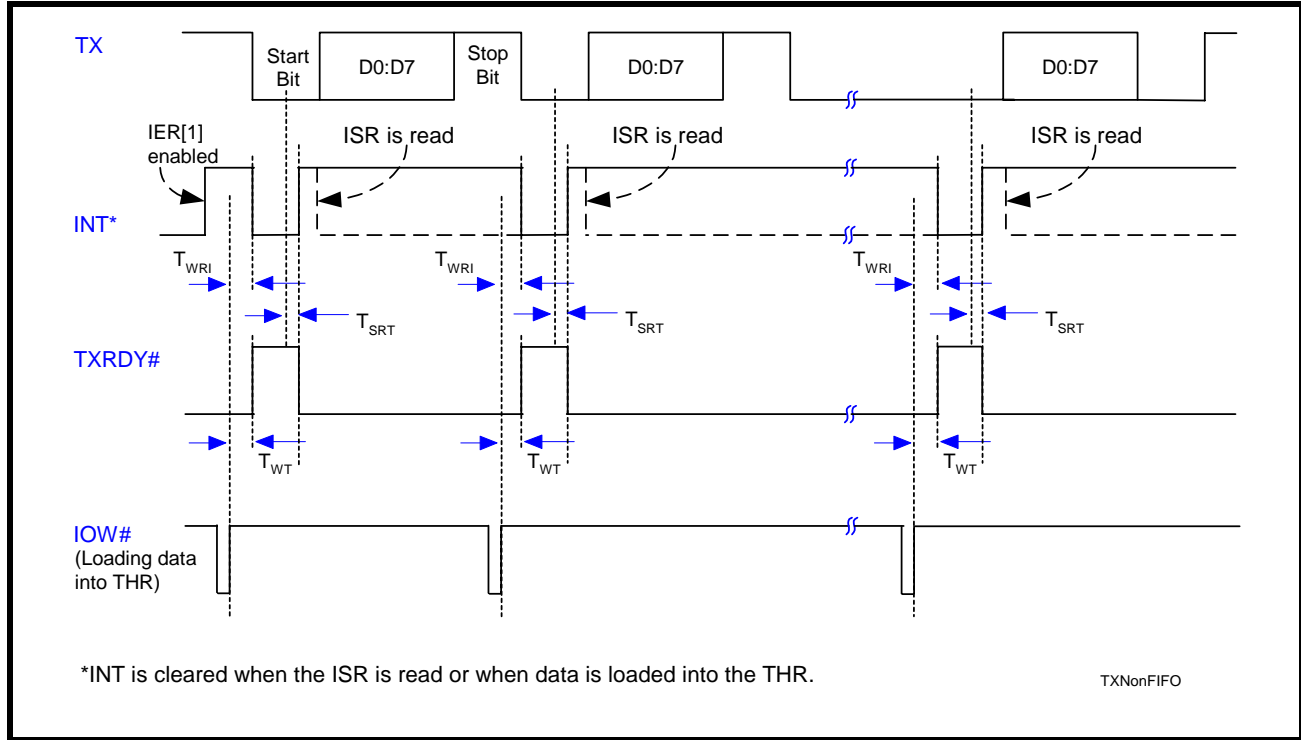 TX
Start
Bit
D0:D7
Stop
Bit
D0:D7
D0:D7
IER[1]
enabled
ISR is read
ISR is read
ISR is read
INT*
TWRI
TWRI
TWRI
TSRT
TSRT
TSRT
TXRDY#
TWT
TWT
TWT
IOW#
(Loading data
into THR)
*INT is cleared when the ISR is read or when data is loaded into the THR.
TXNonFIFO